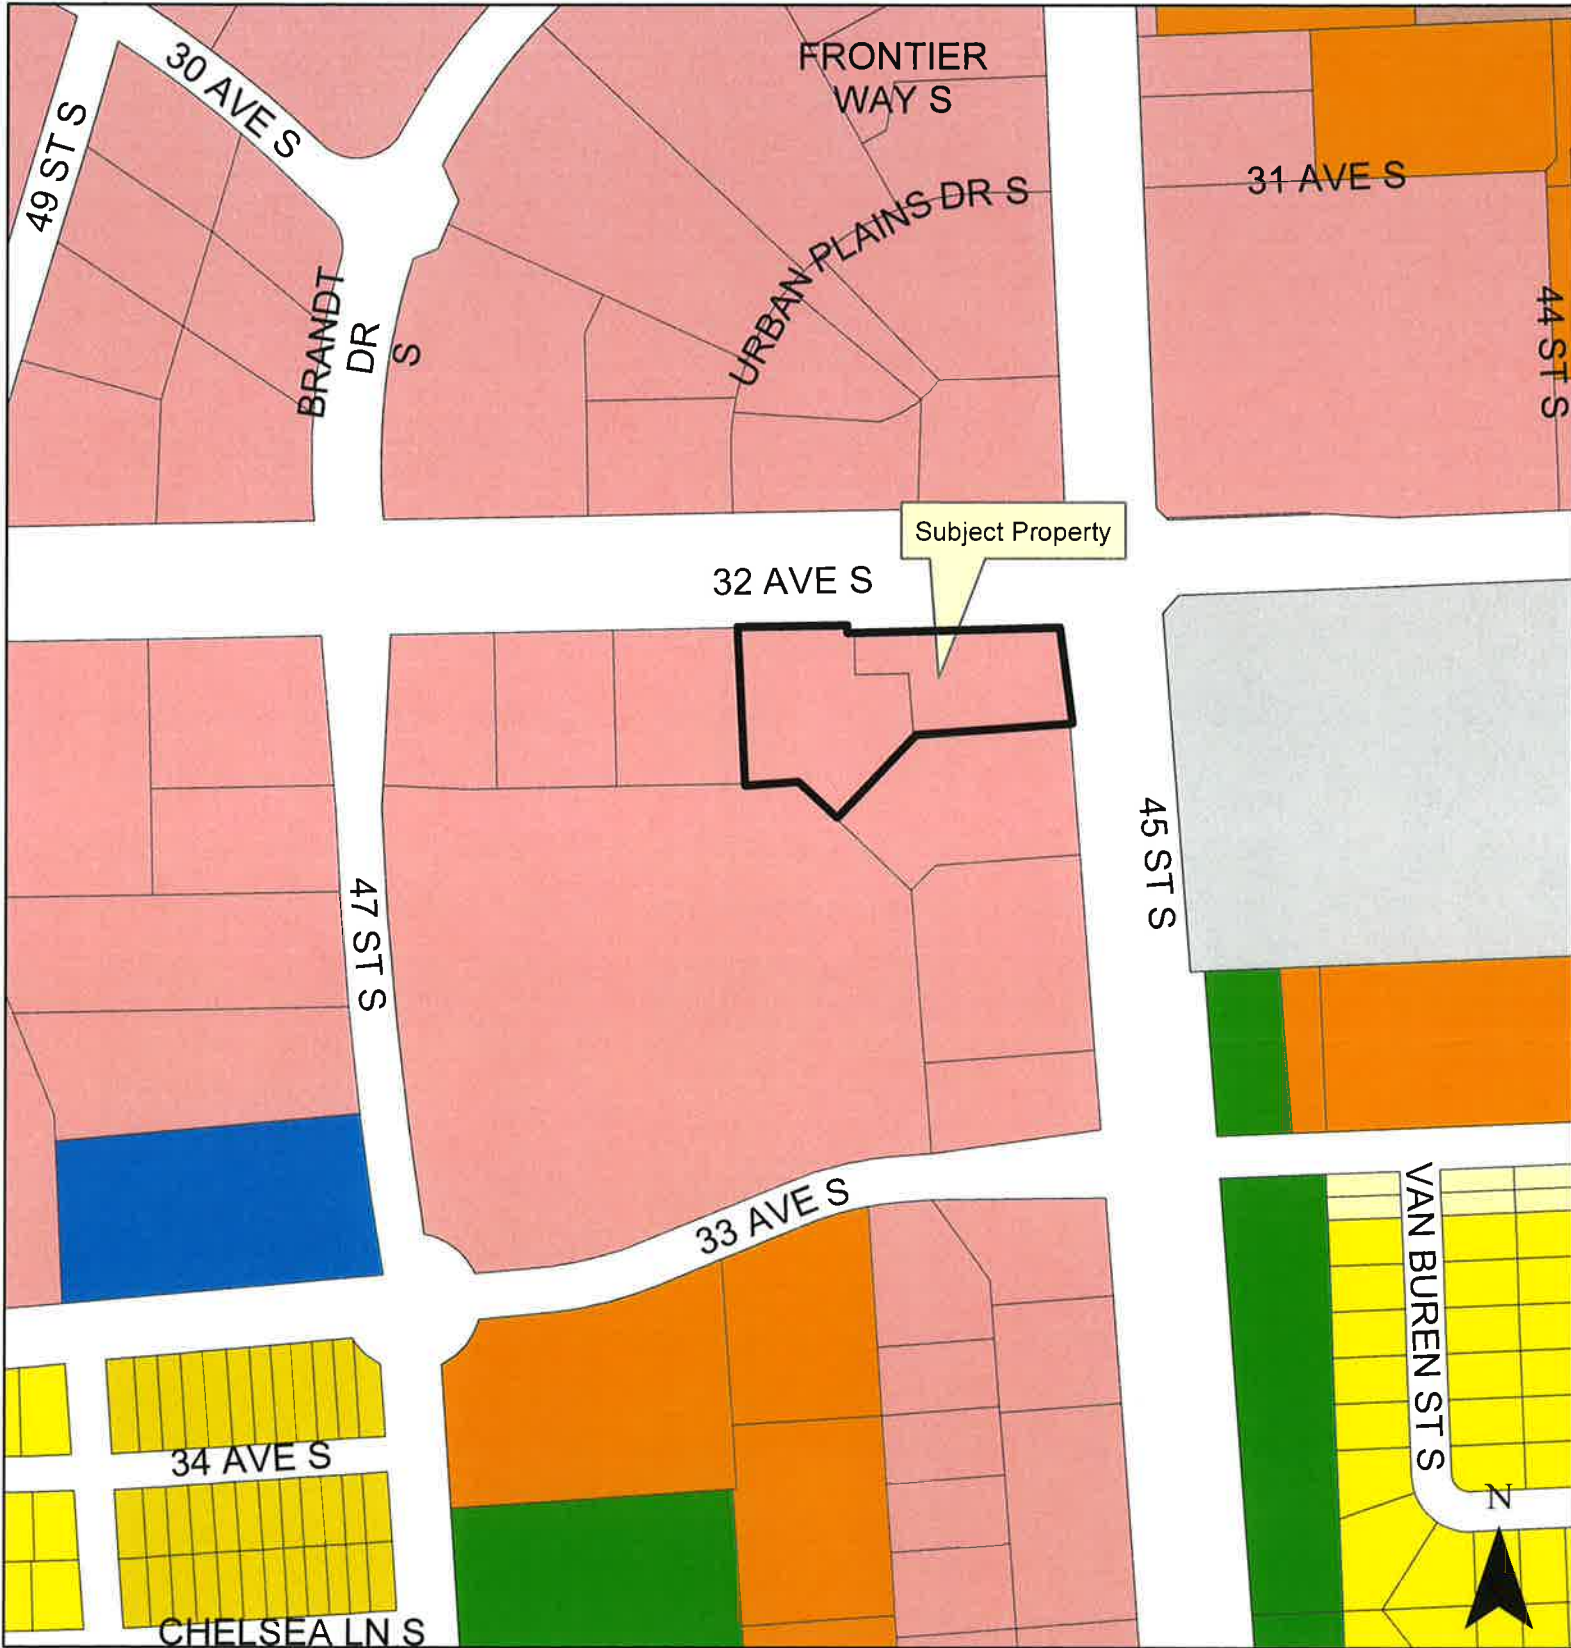 FRONTIER
WAY S
30 AVE S
49 ST S
31 AVE S
URBAN PLAINS DR S
BRANDT
DR
S
44 ST S
Subject Property
32 AVE S
45 ST S
47 ST S
33 AVE S
VAN BUREN ST S
34 AVE S
N
CHELSEA LN S